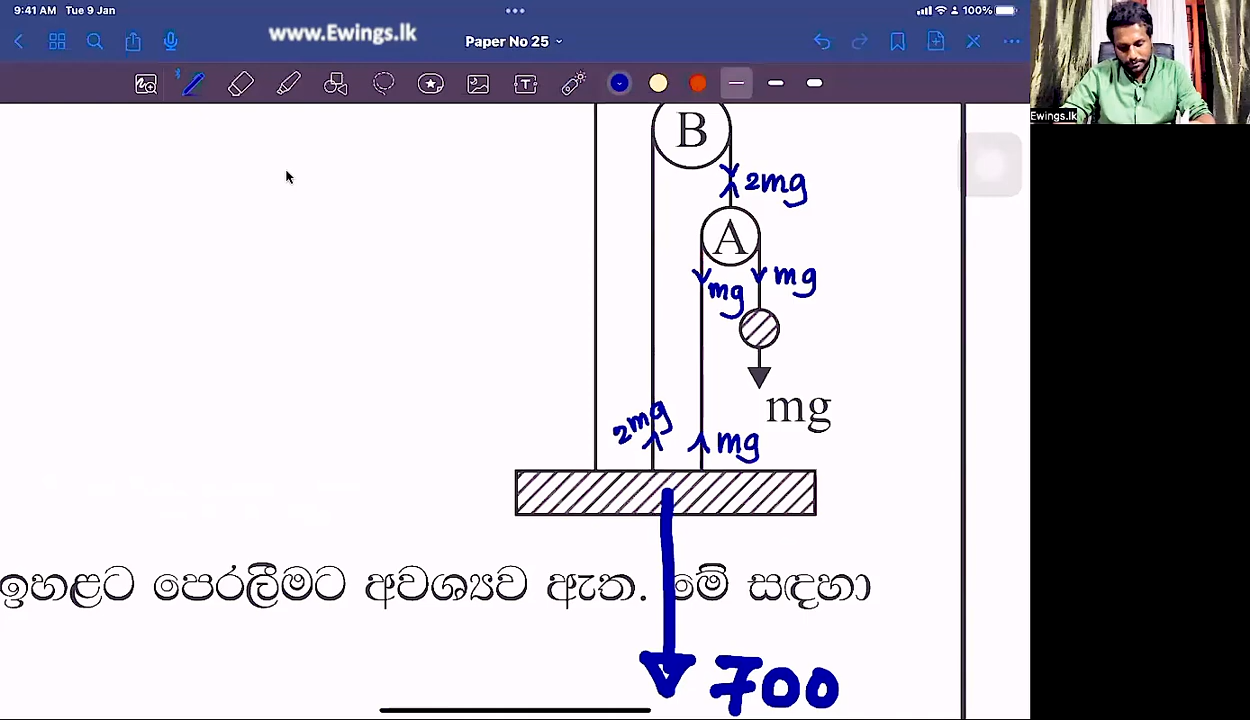 9:41 AM Tue 9 Jan
100%
www.Ewings.lk
Paper No 25
Ewings.lk
B
2mg
A
mg
mg
mg
2mg
mg
ඉහළට පෙරලීමට අවශ්‍යව ඇත. මේ සඳහා
700